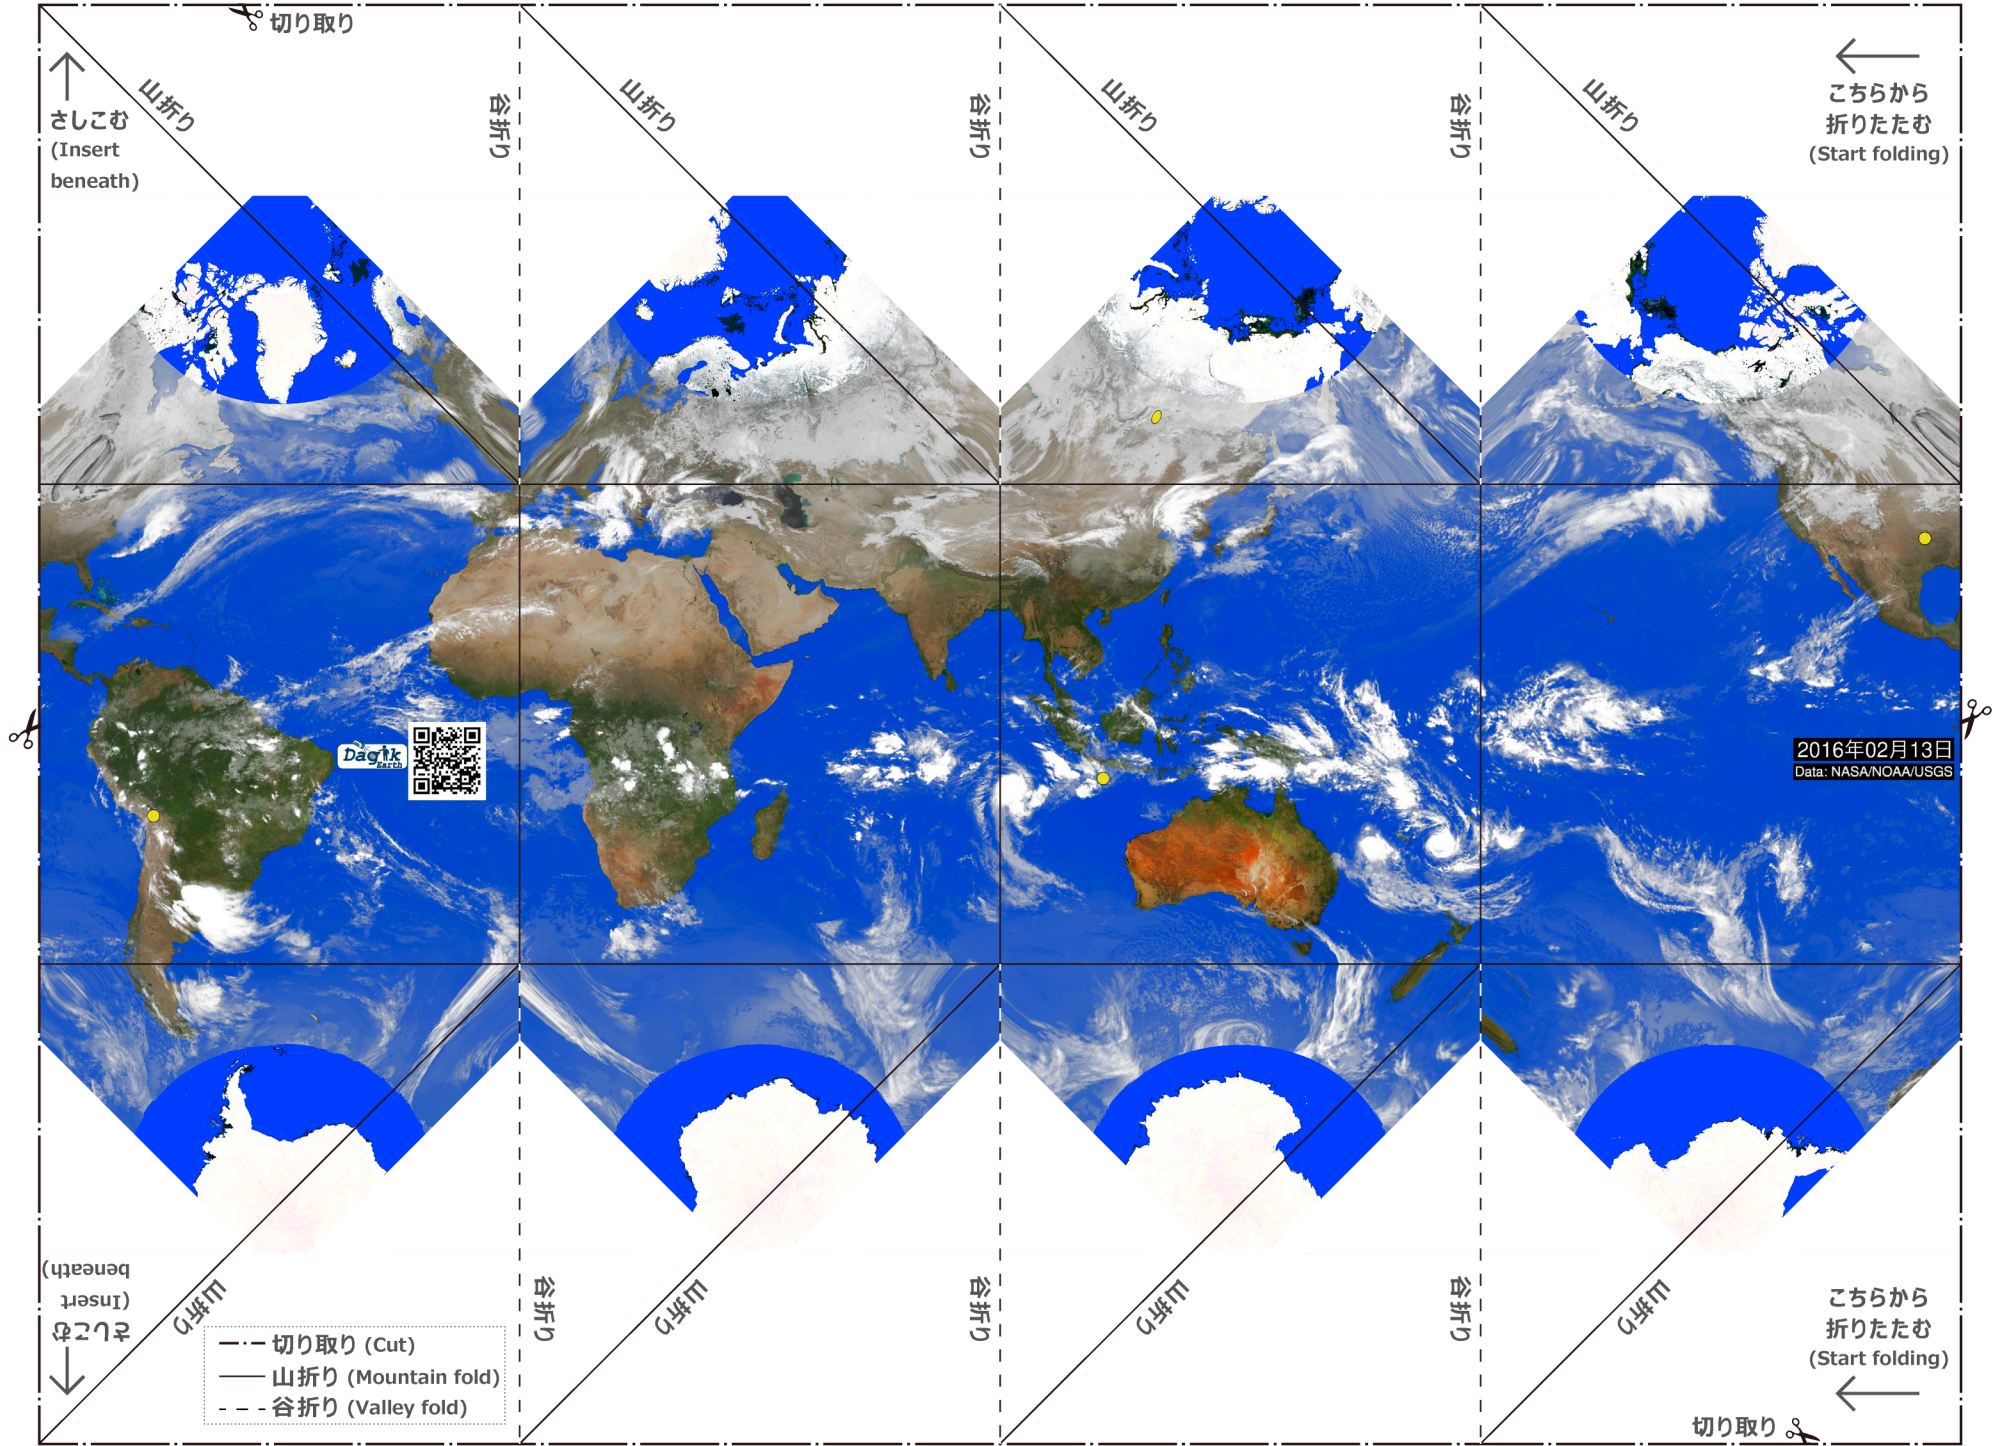 切り取り
さしこむ
(Insert
beneath)
山折り
谷折り
山折り
谷折り
山折り
谷折り
山折り
こちらから
折りたたむ
(Start folding)
Dagik
Earth
2016年02月13日
Data: NASA/NOAA/USGS
さしこむ
(Insert
beneath)
山折り
谷折り
山折り
谷折り
山折り
谷折り
山折り
こちらから
折りたたむ
(Start folding)
切り取り (Cut)
山折り (Mountain fold)
谷折り (Valley fold)
切り取り